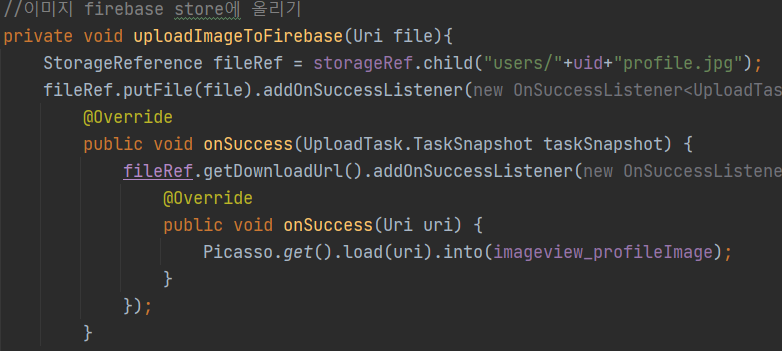 //이미지 firebase store에 올리기
private void uploadImageToFirebase(Uri file){
StorageReference fileRef = storageRef.child("users/"+uid+"profile.jpg");
fileRef.putFile(file).addOnSuccessListener(new OnSuccessListener<UploadTas
@Override
public void onSuccess(UploadTask.TaskSnapshot taskSnapshot) {
fileRef.getDownloadUrl().addOnSuccessListener(new OnSuccessListene
@Override
public void onSuccess(Uri uri) {
Picasso.get().load(uri).into(imageview_profileImage);
}
});
}